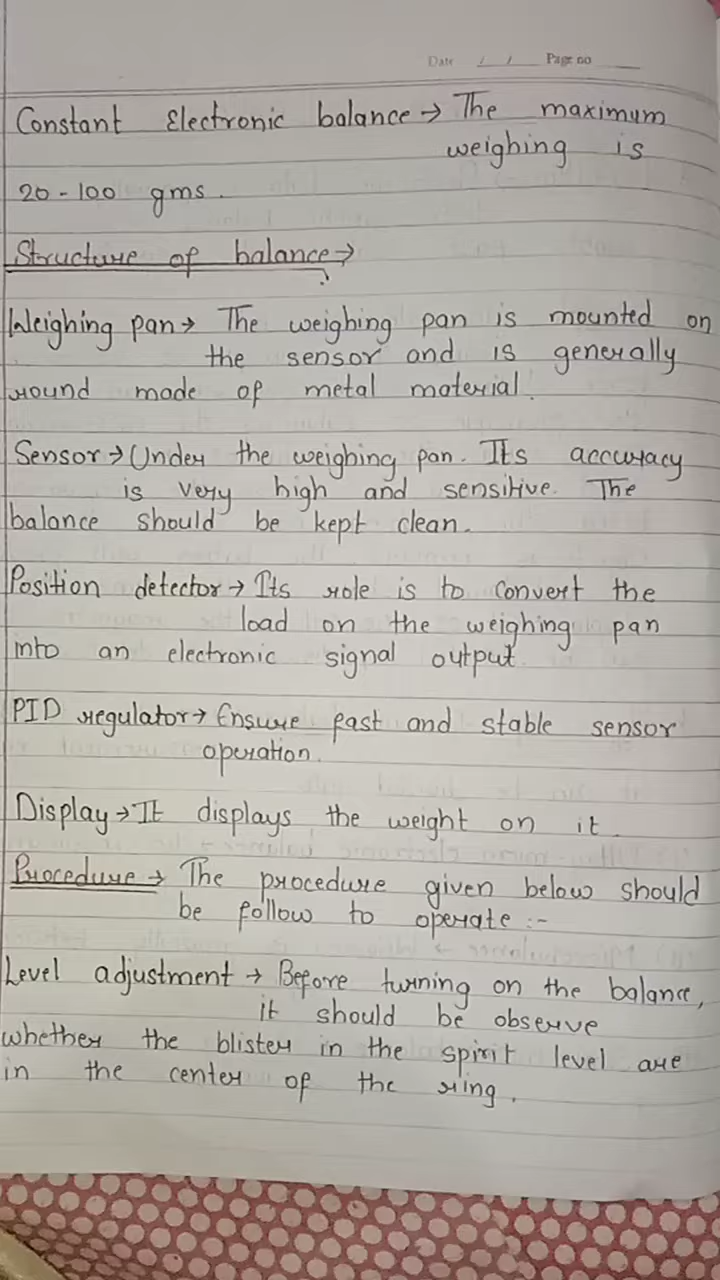 Date / / Page no
Constant Electronic balance → The maximum
weighing is
20-100 gms.
Structure of balance →
Weighing pan → The weighing pan is mounted on
the sensor and is generally
round made of metal material.
Sensor → Under the weighing pan. Its accuracy
is very high and sensitive. The
balance should be kept clean.
Position detector → Its role is to convert the
load on the weighing pan
into an electronic signal output.
PID regulator → Ensure fast and stable sensor
operation.
Display → It displays the weight on it.
Procedure → The procedure given below should
be follow to operate :-
Level adjustment → Before turning on the balance,
it should be observe
whether the blister in the spirit level are
in the center of the ring.